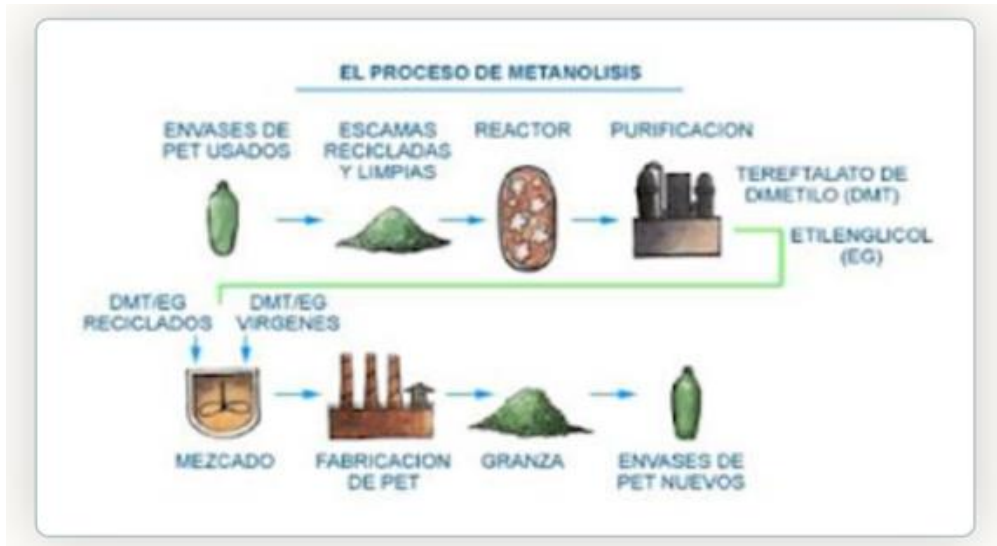 EL PROCESO DE METANOLISIS
ENVASES DE
PET USADOS
ESCAMAS
RECICLADAS
Y LIMPIAS
REACTOR
PURIFICACION
TEREFTALATO DE
DIMETILO (DMT)
ETILENGLICOL
(EG)
DMT/EG
RECICLADOS
DMT/EG
VIRGENES
MEZCADO
FABRICACION
DE PET
GRANZA
ENVASES DE
PET NUEVOS